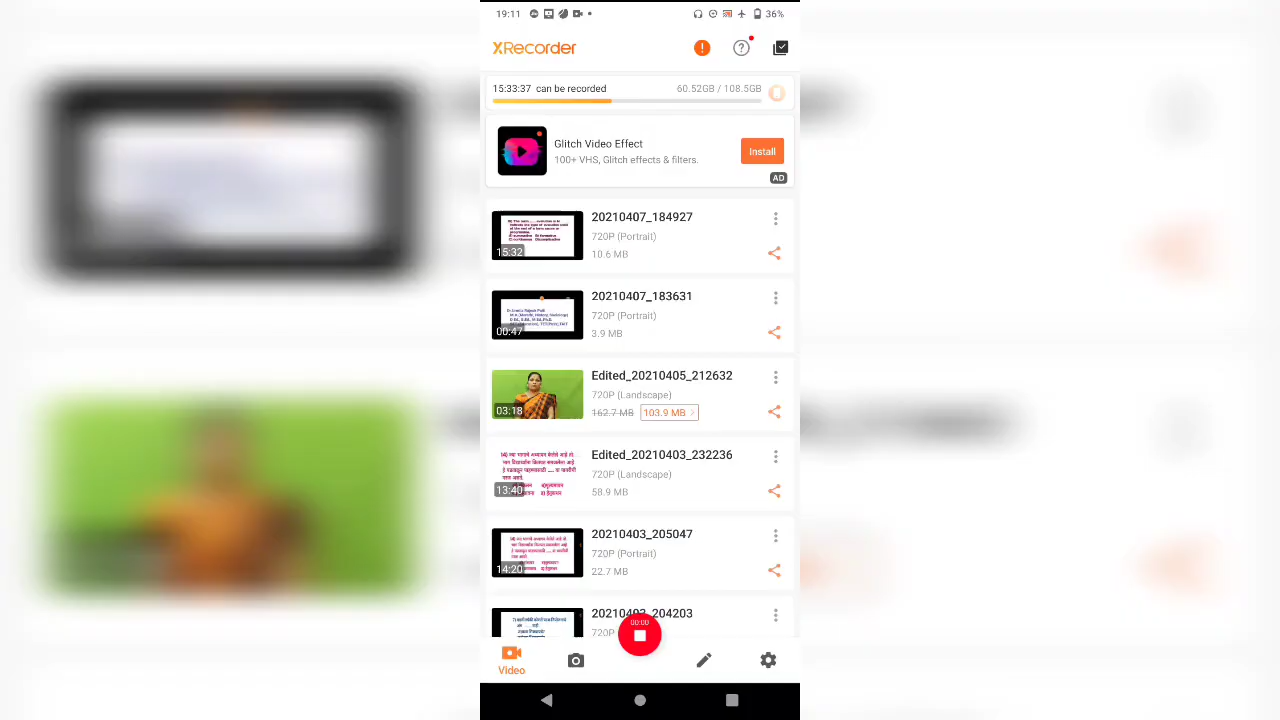 19:11
36%
XRecorder
15:33:37 can be recorded
60.52GB / 108.5GB
Glitch Video Effect
100+ VHS, Glitch effects & filters.
Install
AD
20210407_184927
720P (Portrait)
10.6 MB
15:32
20210407_183631
720P (Portrait)
3.9 MB
00:47
Edited_20210405_212632
720P (Landscape)
162.7 MB 103.9 MB >
03:18
Edited_20210403_232236
720P (Landscape)
58.9 MB
13:40
20210403_205047
720P (Portrait)
22.7 MB
14:20
204203
720P
00:00
Video